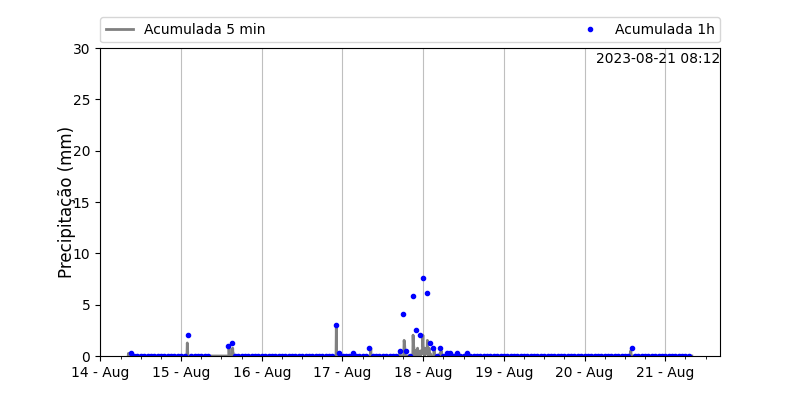 Acumulada 5 min
Acumulada 1h
2023-08-21 08:12
Precipitação (mm)
30
25
20
15
10
5
0
14 - Aug
15 - Aug
16 - Aug
17 - Aug
18 - Aug
19 - Aug
20 - Aug
21 - Aug